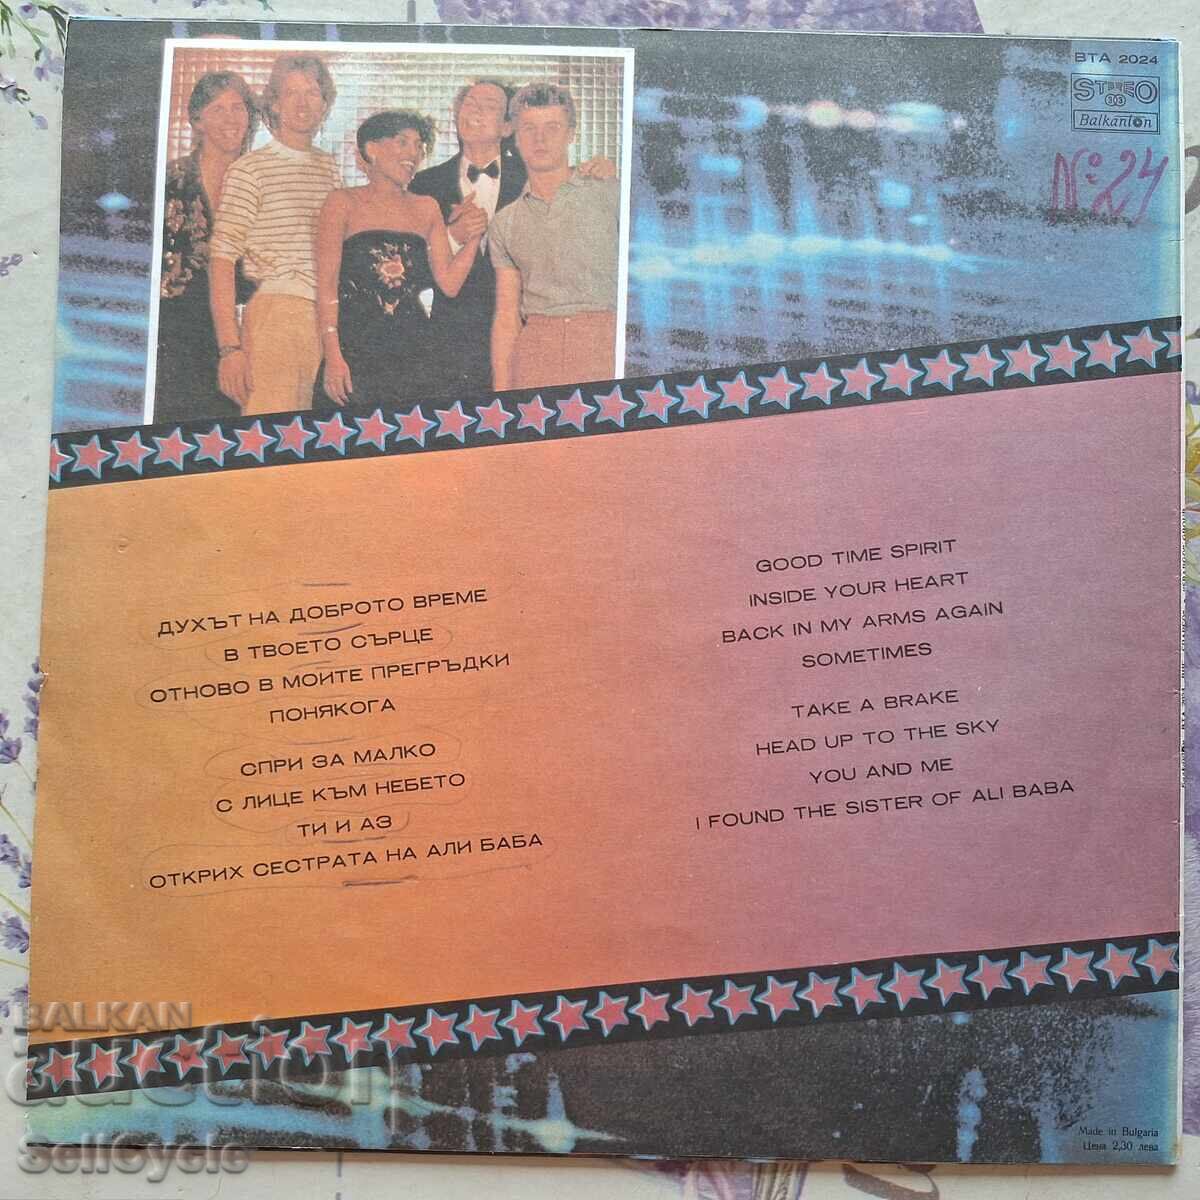 BTA 2024
STEREO
33
Balkanton
№ 24
ДУХЪТ НА ДОБРОТО ВРЕМЕ
В ТВОЕТО СЪРЦЕ
ОТНОВО В МОИТЕ ПРЕГРЪДКИ
ПОНЯКОГА
СПРИ ЗА МАЛКО
С ЛИЦЕ КЪМ НЕБЕТО
ТИ И АЗ
ОТКРИХ СЕСТРАТА НА АЛИ БАБА
GOOD TIME SPIRIT
INSIDE YOUR HEART
BACK IN MY ARMS AGAIN
SOMETIMES
TAKE A BRAKE
HEAD UP TO THE SKY
YOU AND ME
I FOUND THE SISTER OF ALI BABA
Made in Bulgaria
Цена 2,30 лева
BALKAN
auction
SellCycle